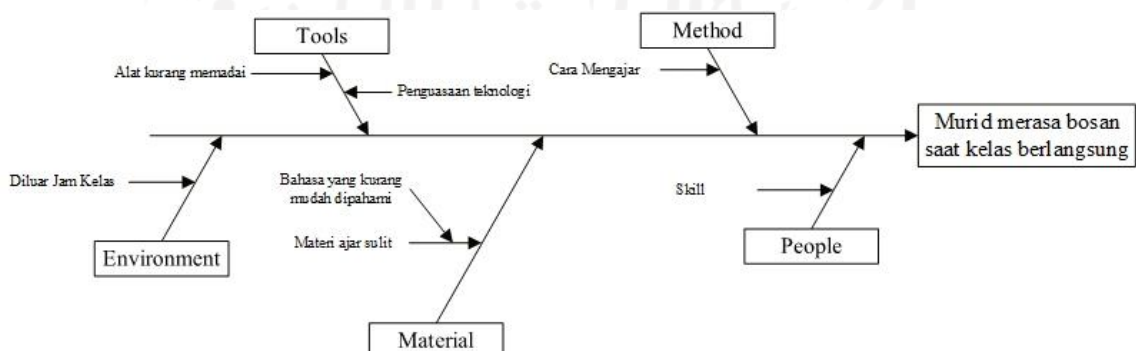 Tools
Method
Alat kurang memadai
Cara Mengajar
Penguasaan teknologi
Murid merasa bosan
saat kelas berlangsung
Diluar Jam Kelas
Bahasa yang kurang
mudah dipahami
Skill
Materi ajar sulit
People
Environment
Material